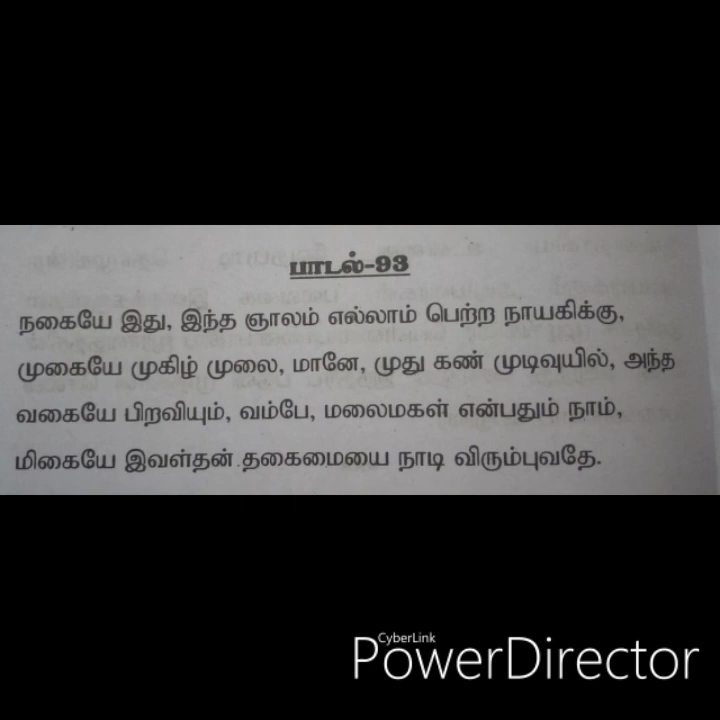 பாடல்-93
நகையே இது, இந்த ஞாலம் எல்லாம் பெற்ற நாயகிக்கு,
முகையே முகிழ் முலை, மானே, முது கண் முடிவுயில், அந்த
வகையே பிறவியும், வம்பே, மலைமகள் என்பதும் நாம்,
மிகையே இவள்தன் தகைமையை நாடி விரும்புவதே.
CyberLink
PowerDirector